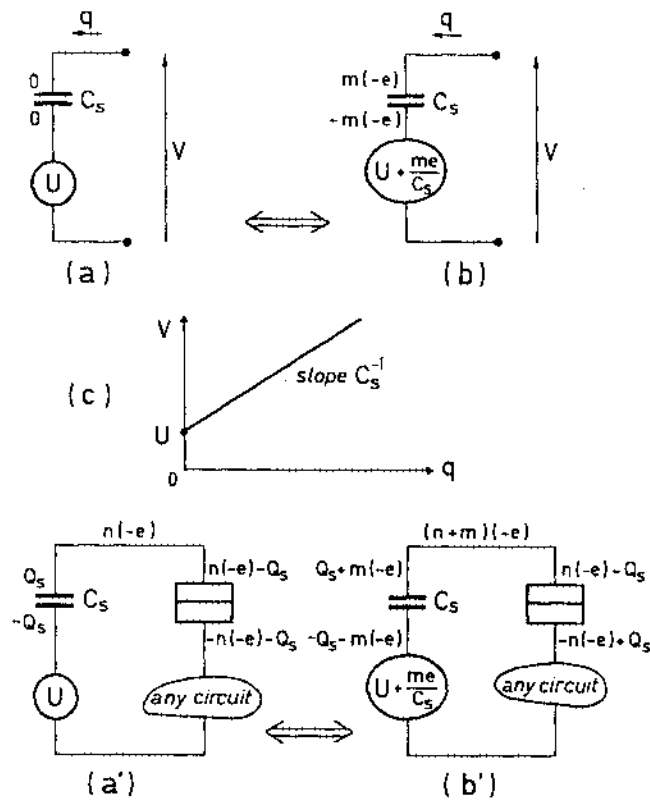 q
0
0
C_s
U
V
(a)
q
m(-e)
-m(-e)
C_s
U + me/C_s
V
(b)
(c)
V
U
0
slope C_s^-1
q
n(-e)
Q_s
-Q_s
C_s
U
n(-e)-Q_s
-n(-e)-Q_s
any circuit
(a')
(n+m)(-e)
Q_s+m(-e)
-Q_s-m(-e)
C_s
U + me/C_s
n(-e)-Q_s
-n(-e)+Q_s
any circuit
(b')